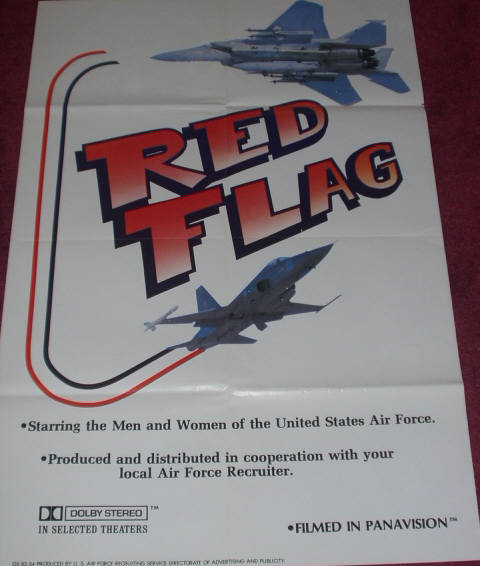 RED
FLAG
•Starring the Men and Women of the United States Air Force.
•Produced and distributed in cooperation with your
local Air Force Recruiter.
DOLBY STEREO ™
IN SELECTED THEATERS
•FILMED IN PANAVISION™
PRODUCED BY U. S. AIR FORCE RECRUITING SERVICE DIRECTORATE OF ADVERTISING AND PUBLICITY